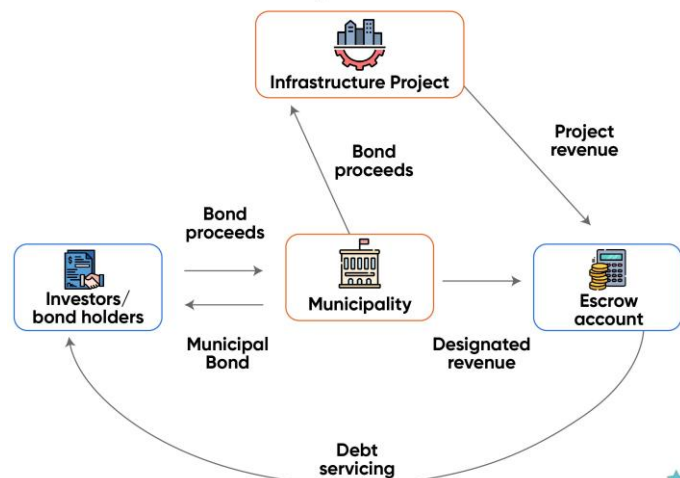 Infrastructure Project
Project
revenue
Bond
proceeds
Bond
proceeds
Investors/
bond holders
Municipality
Escrow
account
Municipal
Bond
Designated
revenue
Debt
servicing